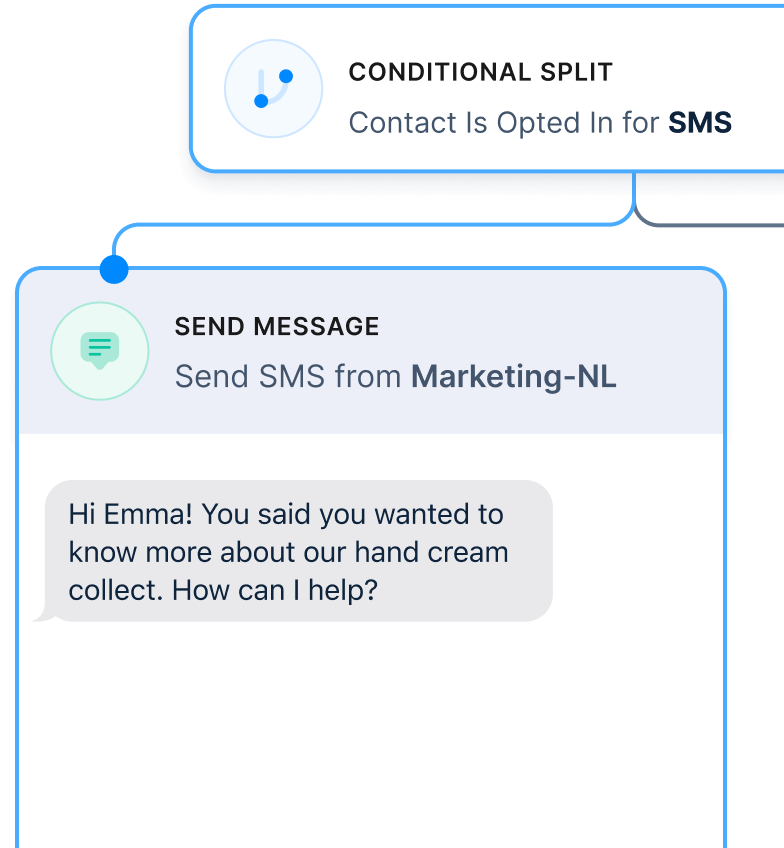 CONDITIONAL SPLIT
Contact Is Opted In for SMS
SEND MESSAGE
Send SMS from Marketing-NL
Hi Emma! You said you wanted to
know more about our hand cream
collect. How can I help?